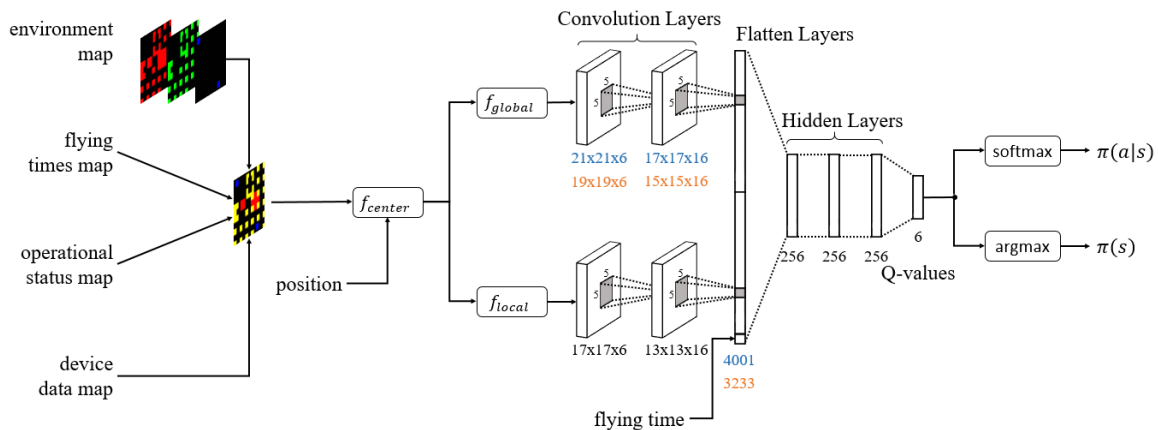 environment
map
flying
times map
operational
status map
device
data map
position
f_center
f_global
f_local
Convolution Layers
5
5
5
5
21x21x6
17x17x16
19x19x6
15x15x16
5
5
5
5
17x17x6
13x13x16
Flatten Layers
4001
3233
flying time
Hidden Layers
256
256
256
6
Q-values
softmax
π(a|s)
argmax
π(s)